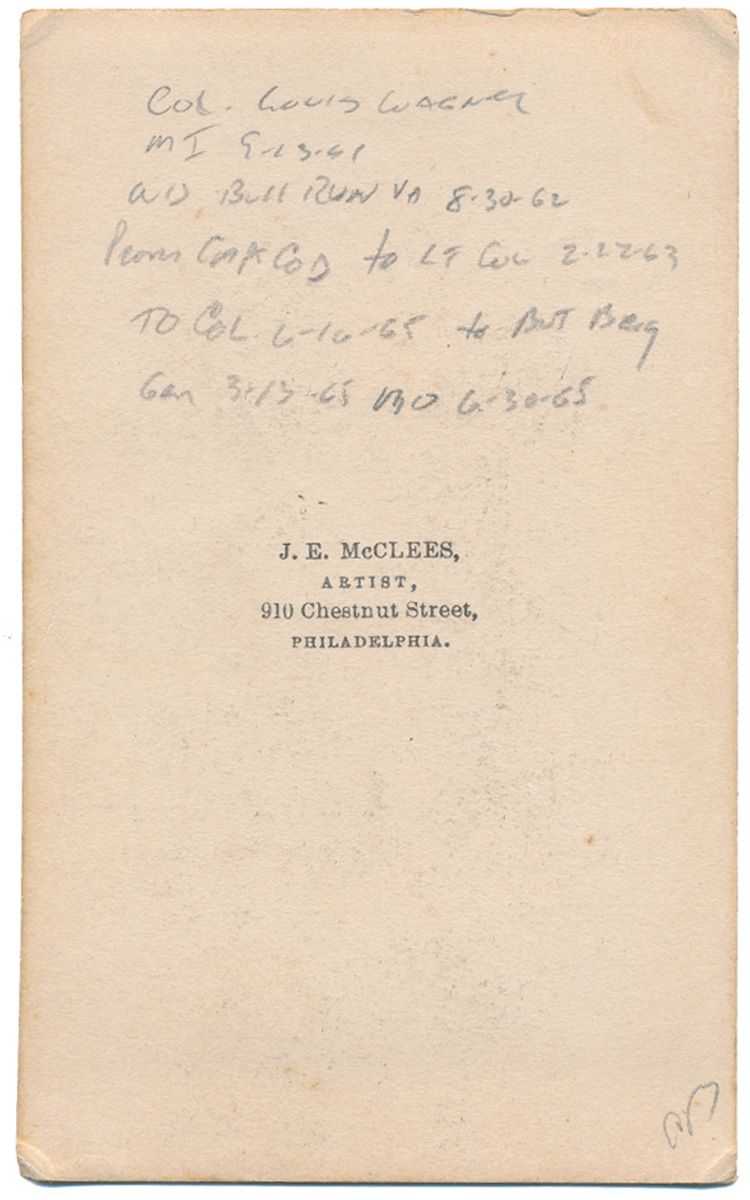 Col. Louis Wagner
MI 9-13-61
WD Bull RUN VA 8-30-62
From Capt Co D to LT Col 2-22-63
TO Col 6-16-65 to BVT Brig
Gen 3-13-65 MO 6-30-65
J. E. McCLEES,
ARTIST,
910 Chestnut Street,
PHILADELPHIA.